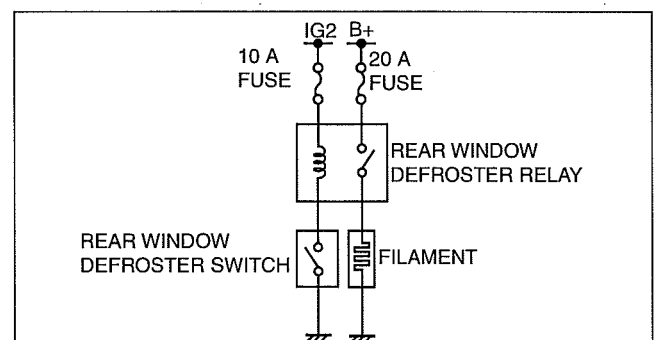 IG2 B+
10 A
FUSE
20 A
FUSE
REAR WINDOW
DEFROSTER RELAY
REAR WINDOW
DEFROSTER SWITCH
FILAMENT